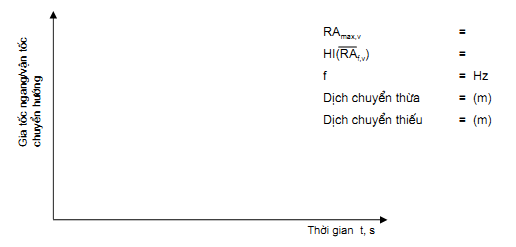 Gia tốc ngang/vận tốc
chuyển hướng
RAmax,v =
HI(RAf,v) =
f = Hz
Dịch chuyển thừa = (m)
Dịch chuyển thiếu = (m)
Thời gian t, s